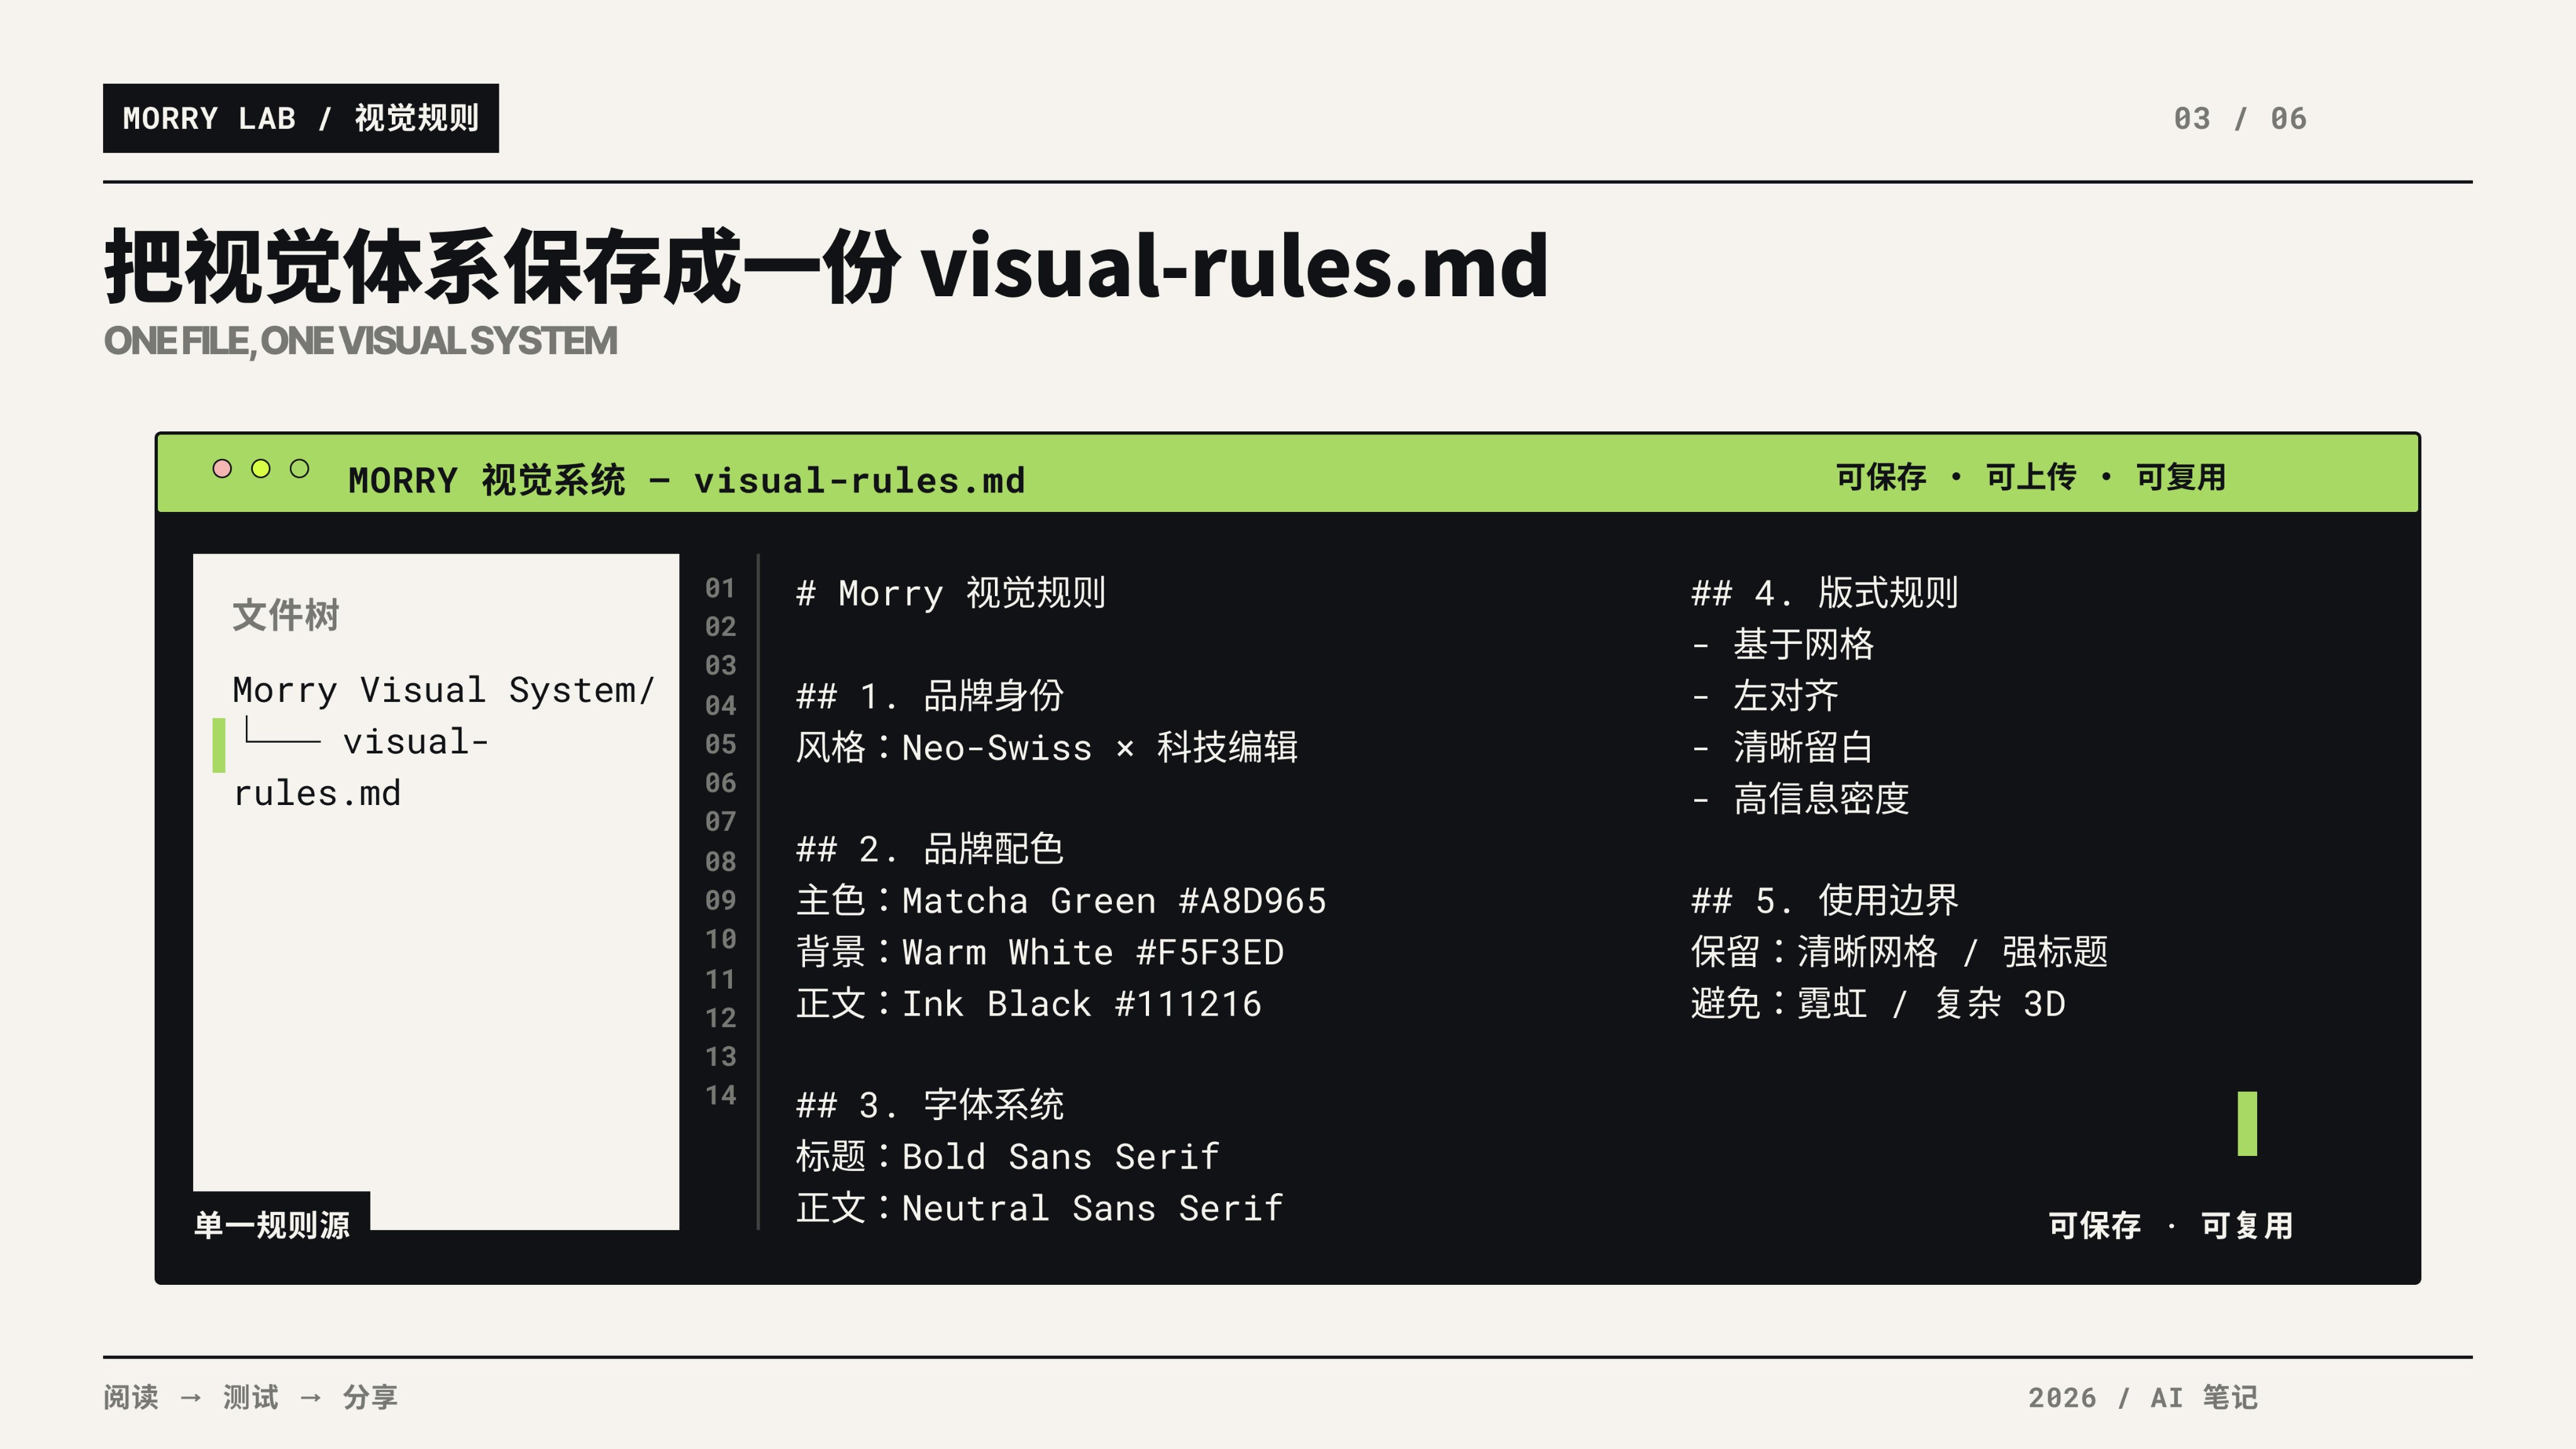 MORRY LAB / 视觉规则
03 / 06
把视觉体系保存成一份 visual-rules.md
ONE FILE, ONE VISUAL SYSTEM
MORRY 视觉系统 — visual-rules.md
可保存 · 可上传 · 可复用
文件树
Morry Visual System/
└── visual-
rules.md
单一规则源
01
02
03
04
05
06
07
08
09
10
11
12
13
14
# Morry 视觉规则
## 1. 品牌身份
风格：Neo-Swiss × 科技编辑
## 2. 品牌配色
主色：Matcha Green #A8D965
背景：Warm White #F5F3ED
正文：Ink Black #111216
## 3. 字体系统
标题：Bold Sans Serif
正文：Neutral Sans Serif
## 4. 版式规则
- 基于网格
- 左对齐
- 清晰留白
- 高信息密度
## 5. 使用边界
保留：清晰网格 / 强标题
避免：霓虹 / 复杂 3D
可保存 · 可复用
阅读 → 测试 → 分享
2026 / AI 笔记